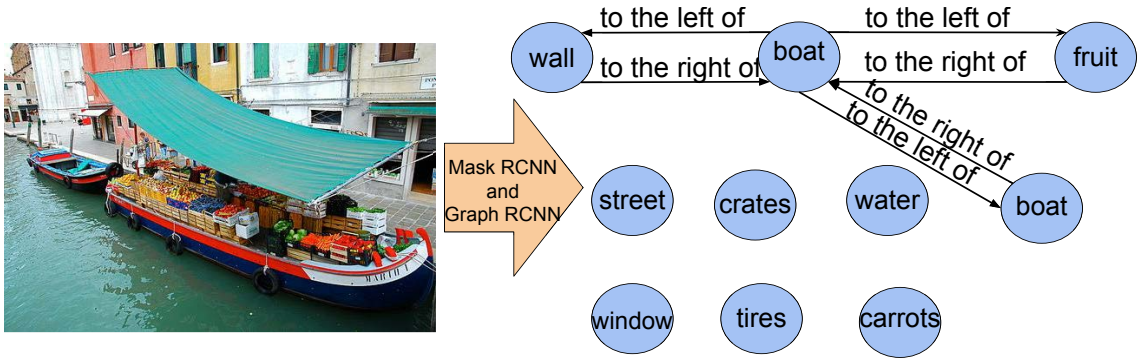 to the left of
to the left of
wall
boat
fruit
to the right of
to the right of
to the right of
to the left of
Mask RCNN
and
Graph RCNN
street
crates
water
boat
window
tires
carrots